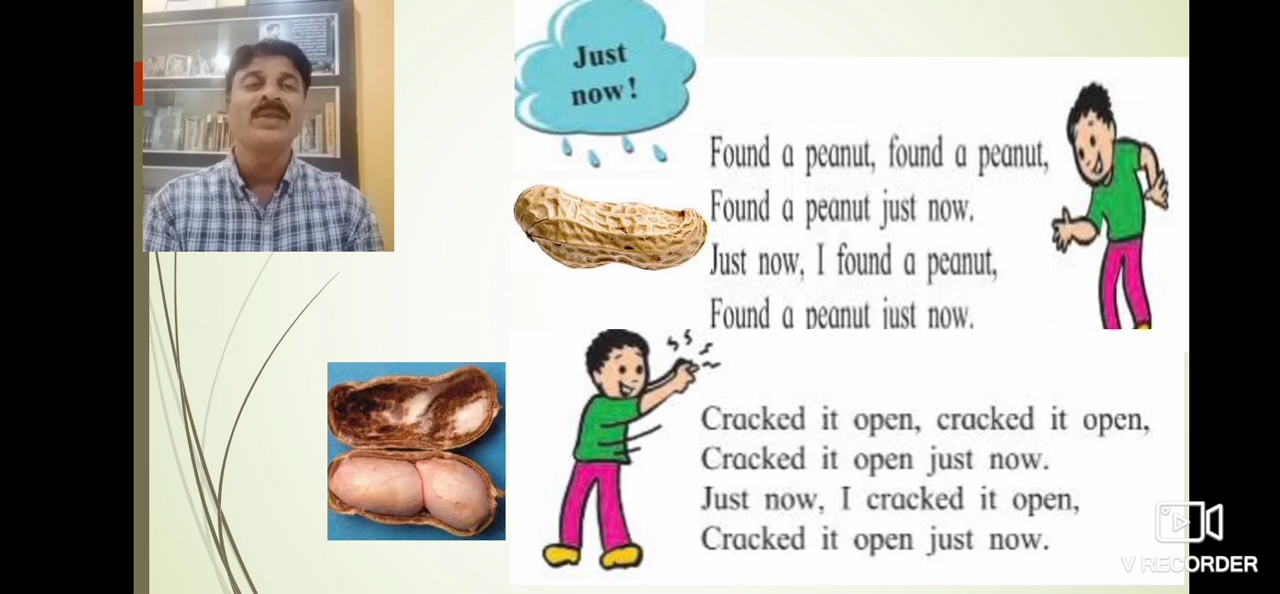 Just
now!
Found a peanut, found a peanut,
Found a peanut just now.
Just now, I found a peanut,
Found a peanut just now.
Cracked it open, cracked it open,
Cracked it open just now.
Just now, I cracked it open,
Cracked it open just now.
V RECORDER